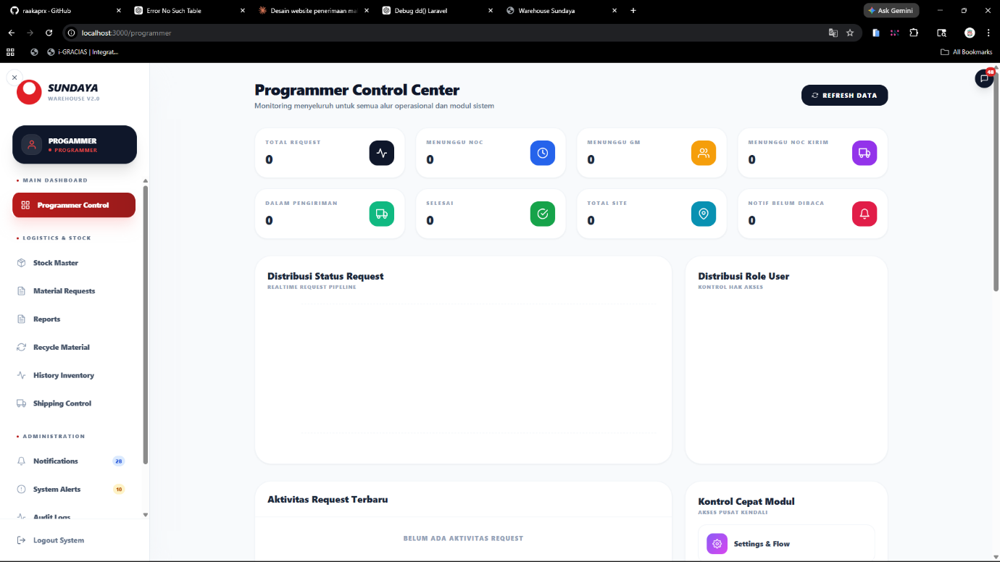 raakaprx · GitHub
Error No Such Table
Desain website penerimaan ma
Debug dd() Laravel
Warehouse Sundaya
Ask Gemini
localhost:3000/programmer
i-GRACIAS | Integrat...
All Bookmarks
SUNDAYA
WAREHOUSE V2.0
PROGAMMER
PROGRAMMER
MAIN DASHBOARD
Programmer Control
LOGISTICS & STOCK
Stock Master
Material Requests
Reports
Recycle Material
History Inventory
Shipping Control
ADMINISTRATION
Notifications 28
System Alerts 10
Audit Logs
Logout System
Programmer Control Center
Monitoring menyeluruh untuk semua alur operasional dan modul sistem
REFRESH DATA
48
TOTAL REQUEST
0
MENUNGGU NOC
0
MENUNGGU GM
0
MENUNGGU NOC KIRIM
0
DALAM PENGIRIMAN
0
SELESAI
0
TOTAL SITE
0
NOTIF BELUM DIBACA
0
Distribusi Status Request
REALTIME REQUEST PIPELINE
Distribusi Role User
KONTROL HAK AKSES
Aktivitas Request Terbaru
BELUM ADA AKTIVITAS REQUEST
Kontrol Cepat Modul
AKSES PUSAT KENDALI
Settings & Flow